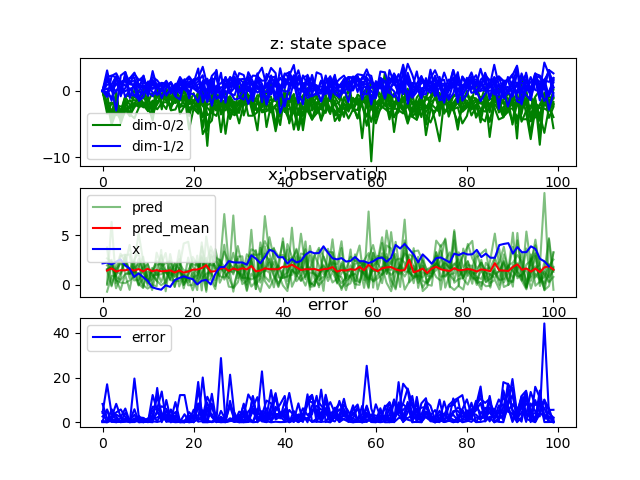 z: state space
0
-10
dim-0/2
dim-1/2
0 20 40 60 80 100
x: observation
5
0
pred
pred_mean
x
0 20 40 60 80 100
error
40
20
0
error
0 20 40 60 80 100